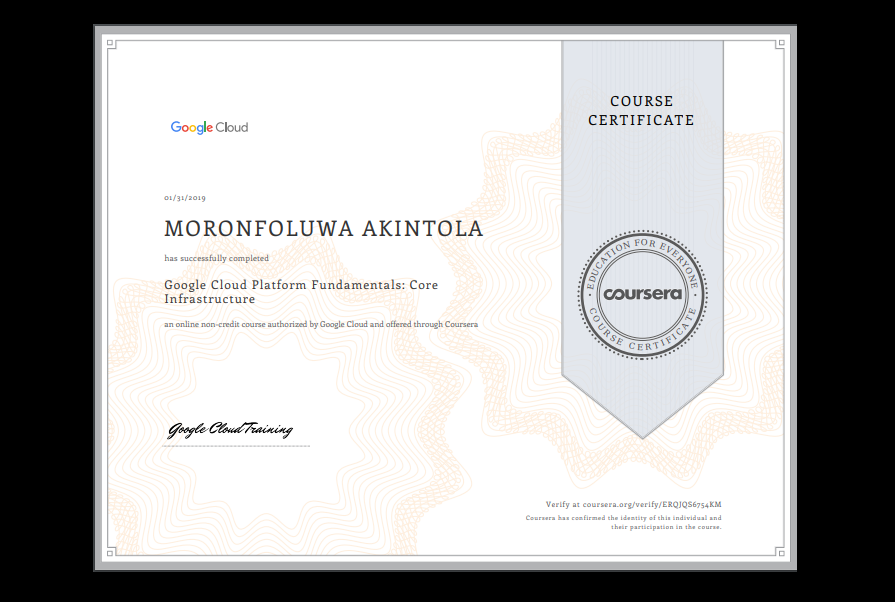 COURSE
CERTIFICATE
Google Cloud
01/31/2019
MORONFOLUWA AKINTOLA
has successfully completed
Google Cloud Platform Fundamentals: Core
Infrastructure
an online non-credit course authorized by Google Cloud and offered through Coursera
EDUCATION FOR EVERYONE
coursera
COURSE CERTIFICATE
Google Cloud Training
Verify at coursera.org/verify/ERQJQS6754KM
Coursera has confirmed the identity of this individual and
their participation in the course.